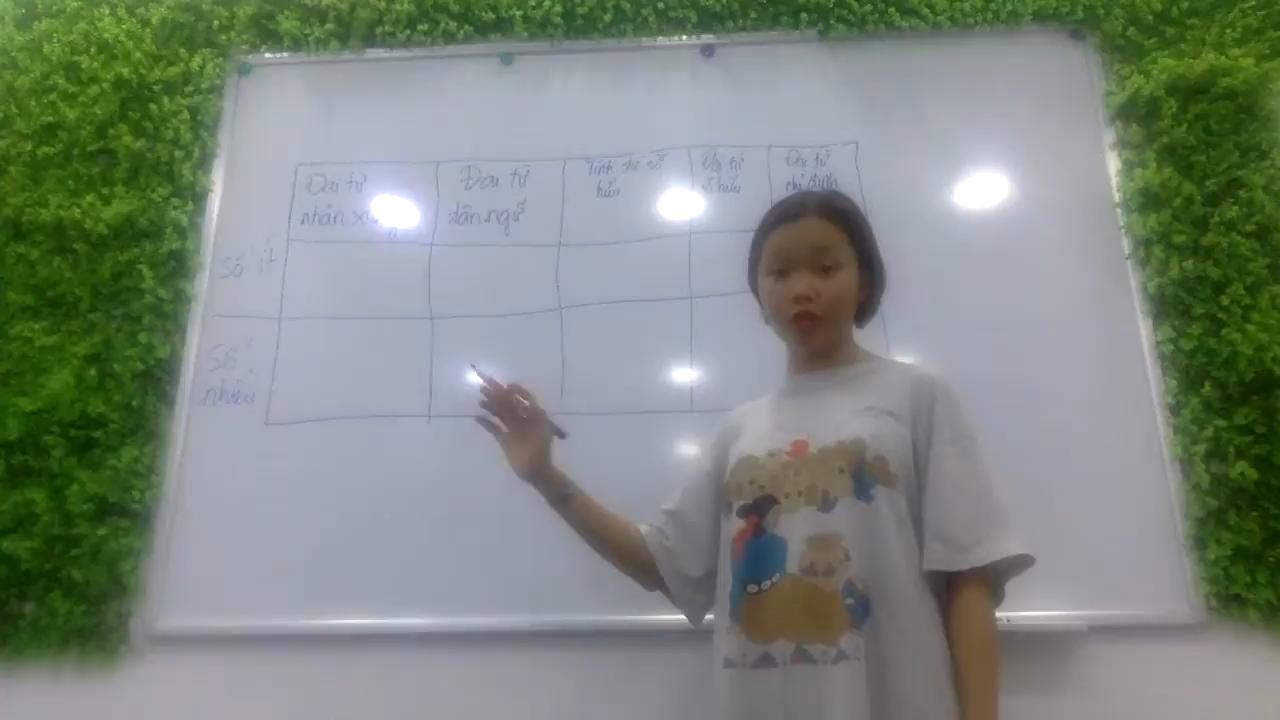 Đại từ
nhân xưng
Đại từ
tân ngữ
Tính từ sở
hữu
Đại từ
sở hữu
Đại từ
chỉ định
Số ít
Số
nhiều